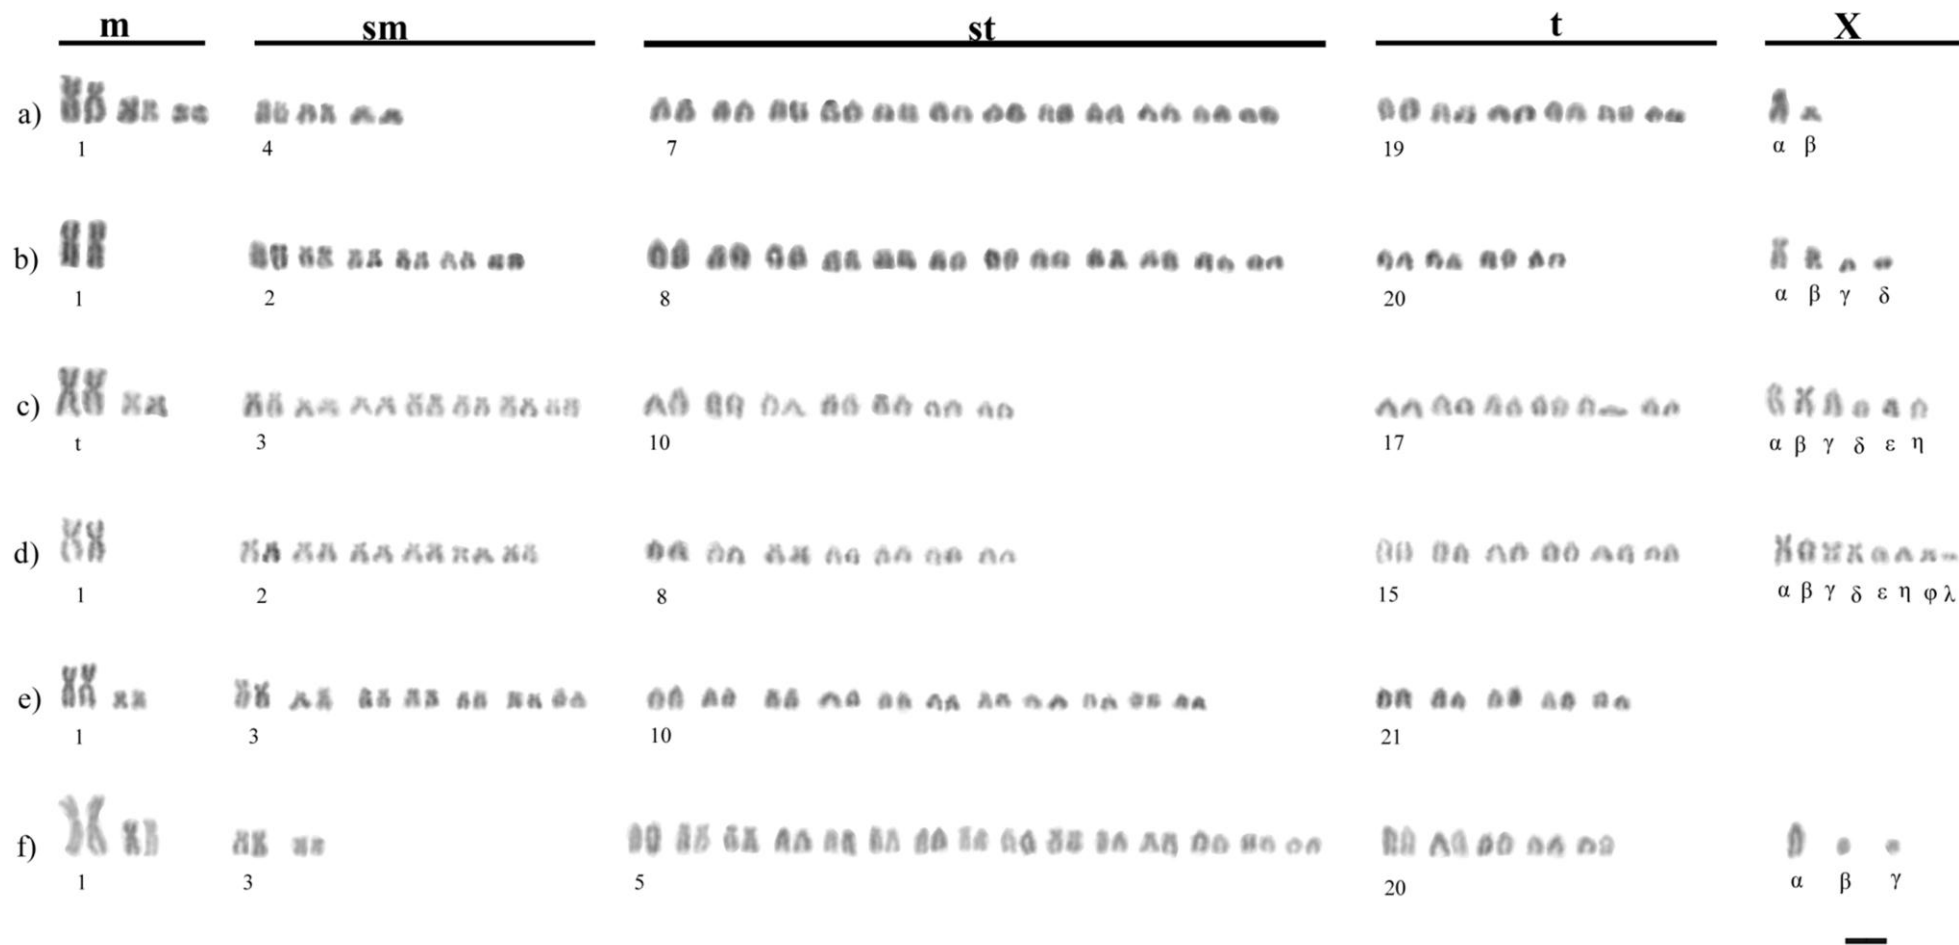 m sm st t X
a)
1 4 7 19 α β
b)
1 2 8 20 α β γ δ
c)
t 3 10 17 α β γ δ ε η
d)
1 2 8 15 α β γ δ ε η φ λ
e)
1 3 10 21
f)
1 3 5 20 α β γ